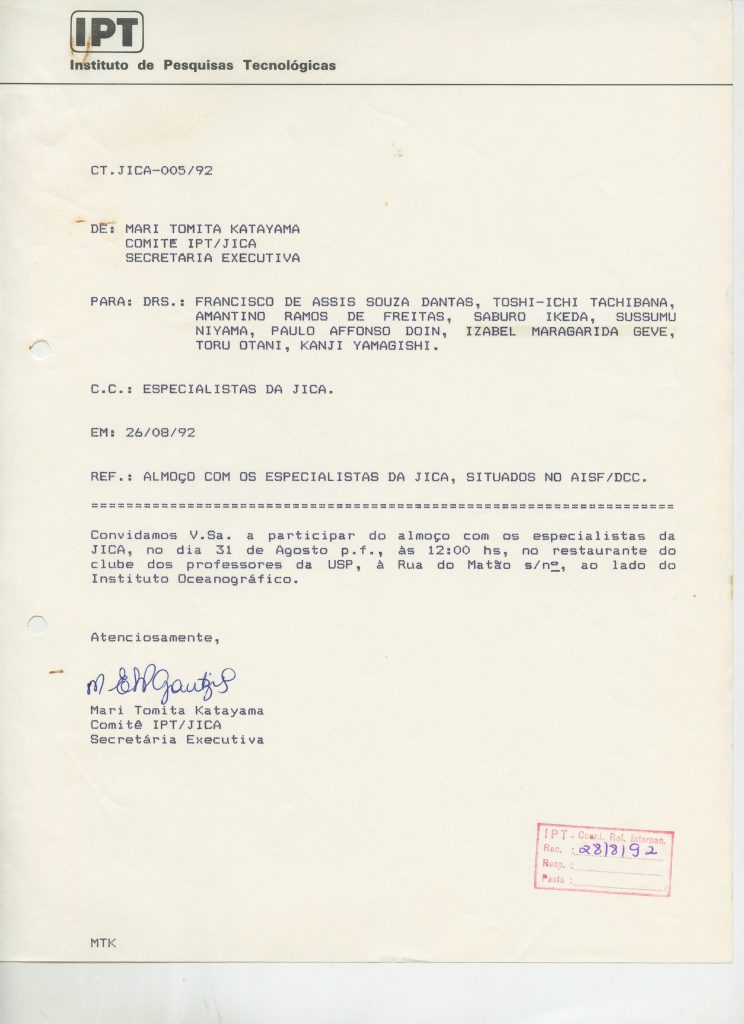 IPT
Instituto de Pesquisas Tecnológicas
CT.JICA-005/92
DE: MARI TOMITA KATAYAMA
COMITÊ IPT/JICA
SECRETARIA EXECUTIVA
PARA: DRS.: FRANCISCO DE ASSIS SOUZA DANTAS, TOSHI-ICHI TACHIBANA,
AMANTINO RAMOS DE FREITAS, SABURO IKEDA, SUSSUMU
NIYAMA, PAULO AFFONSO DOIN, IZABEL MARAGARIDA GEVE,
TORU OTANI, KANJI YAMAGISHI.
C.C.: ESPECIALISTAS DA JICA.
EM: 26/08/92
REF.: ALMOçO COM OS ESPECIALISTAS DA JICA, SITUADOS NO AISF/DCC.
==================================================================
Convidamos V.Sa. a participar do almoço com os especialistas da
JICA, no dia 31 de Agosto p.f., às 12:00 hs, no restaurante do
clube dos professores da USP, à Rua do Matão s/nº, ao lado do
Instituto Oceanográfico.
Atenciosamente,
Mari Tomita Katayama
Comitê IPT/JICA
Secretária Executiva
IPT - Coord. Rel. Internac.
Rec. : 28/8/92
Resp. :
Pasta :
MTK